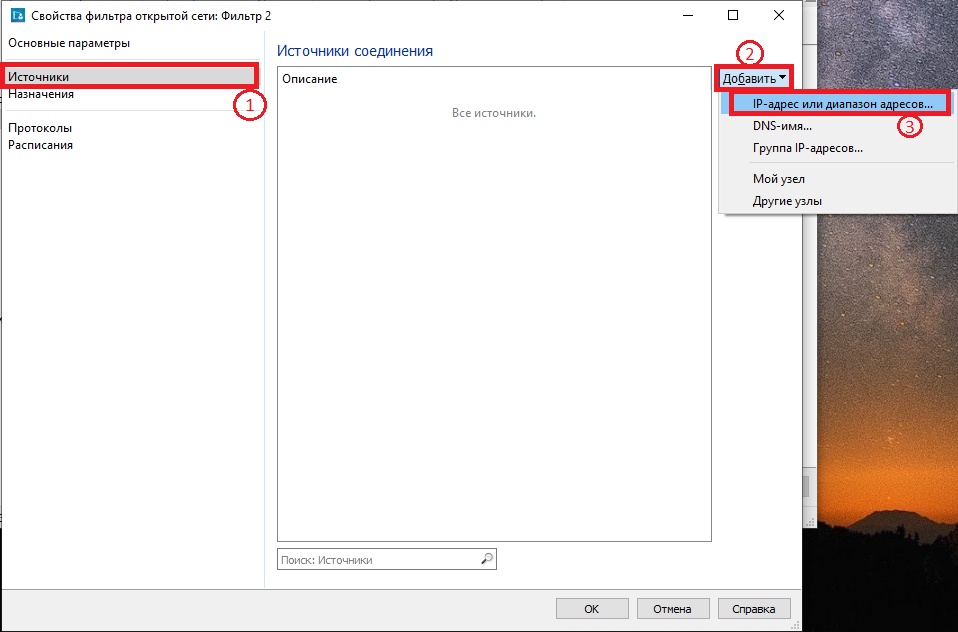 Свойства фильтра открытой сети: Фильтр 2
Основные параметры
Источники
Назначения
Протоколы
Расписания
1
Источники соединения
Описание
Все источники.
2
Добавить
IP-адрес или диапазон адресов...
3
DNS-имя...
Группа IP-адресов...
Мой узел
Другие узлы
Поиск: Источники
OK
Отмена
Справка